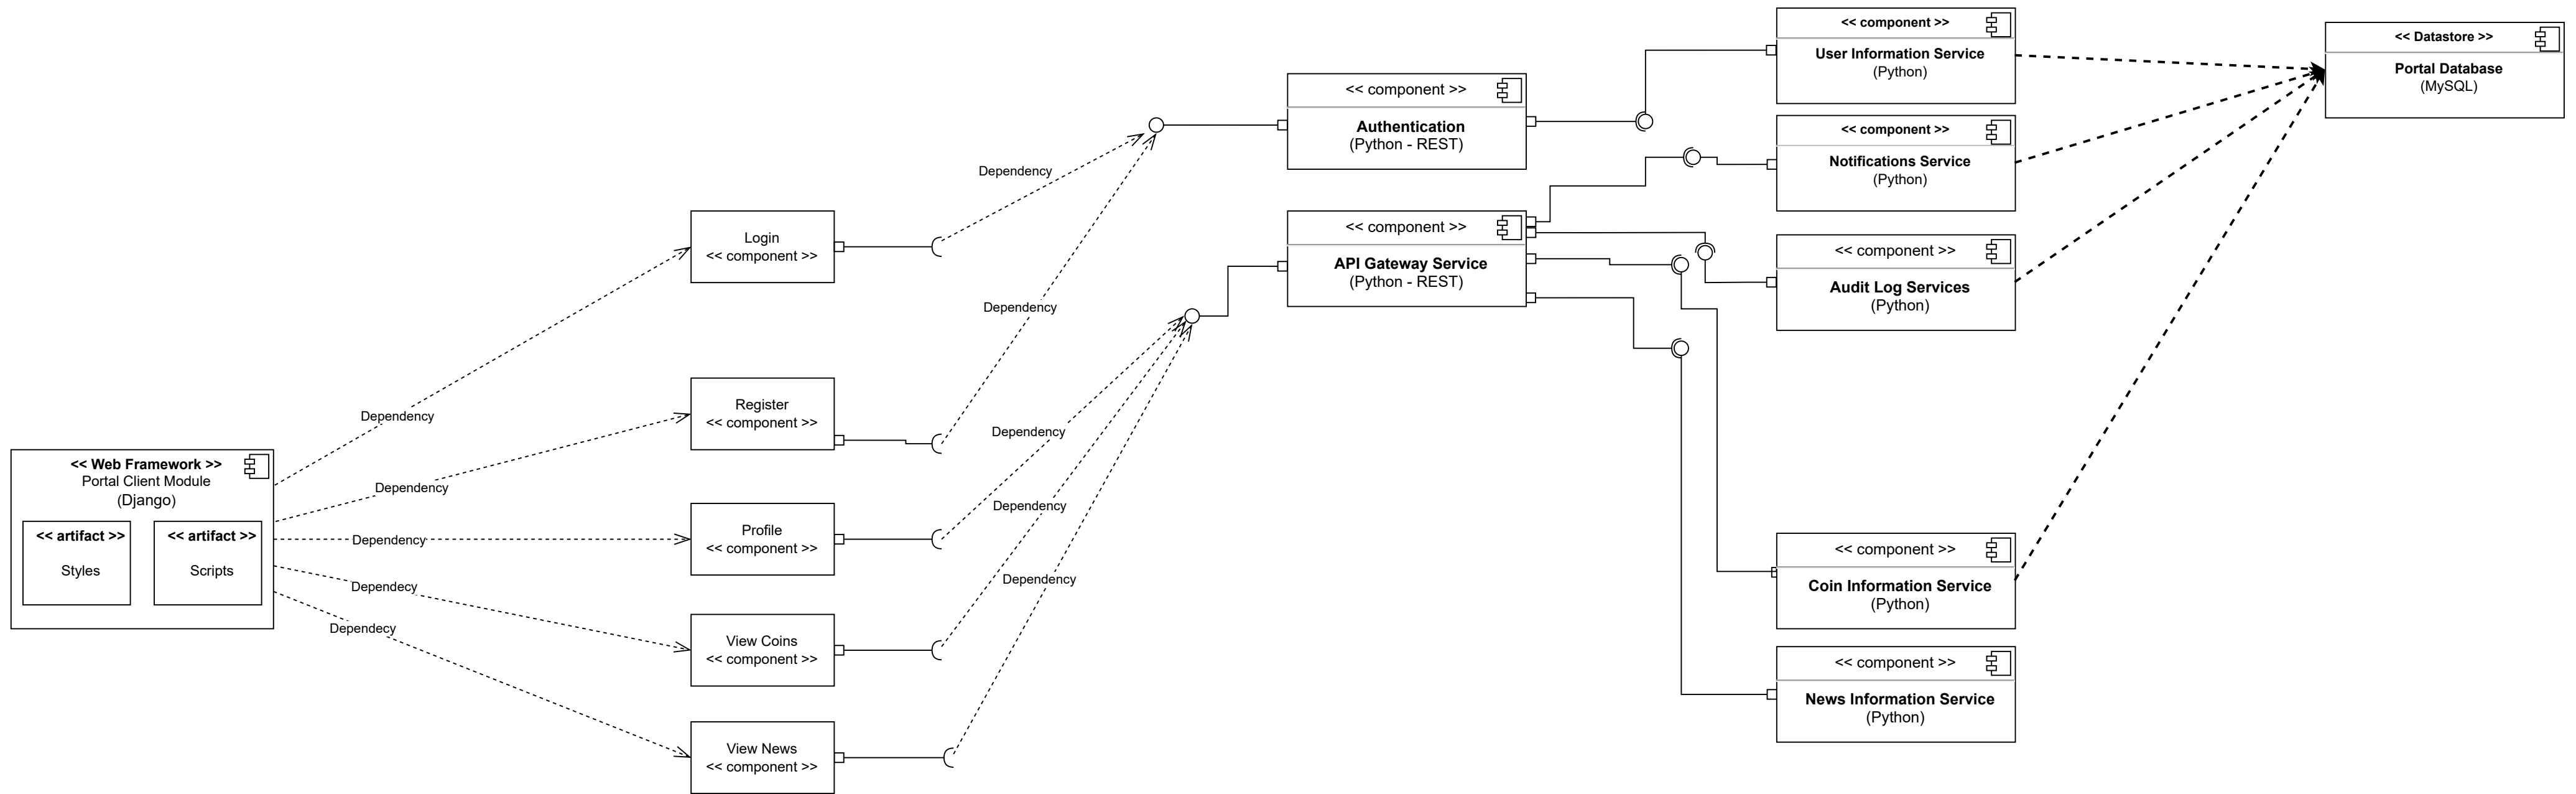 << Web Framework >>
Portal Client Module
(Django)
<< artifact >>
Styles
<< artifact >>
Scripts
Dependency
Dependency
Dependency
Dependecy
Dependecy
Login
<< component >>
Register
<< component >>
Profile
<< component >>
View Coins
<< component >>
View News
<< component >>
Dependency
Dependency
Dependency
Dependency
Dependency
<< component >>
Authentication
(Python - REST)
<< component >>
API Gateway Service
(Python - REST)
<< component >>
User Information Service
(Python)
<< component >>
Notifications Service
(Python)
<< component >>
Audit Log Services
(Python)
<< component >>
Coin Information Service
(Python)
<< component >>
News Information Service
(Python)
<< Datastore >>
Portal Database
(MySQL)